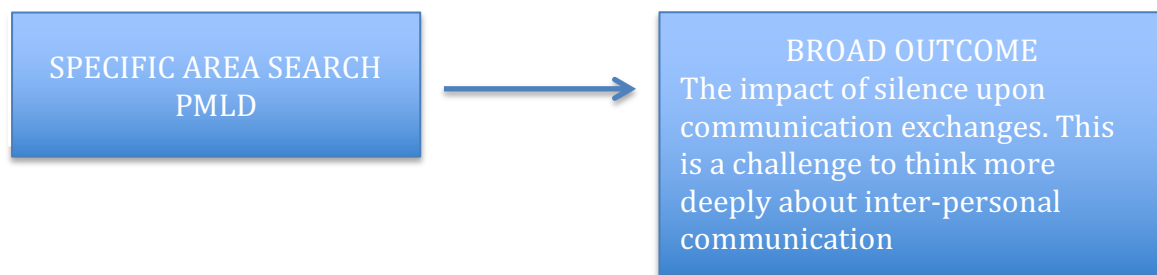 SPECIFIC AREA SEARCH
PMLD
BROAD OUTCOME
The impact of silence upon
communication exchanges. This
is a challenge to think more
deeply about inter-personal
communication